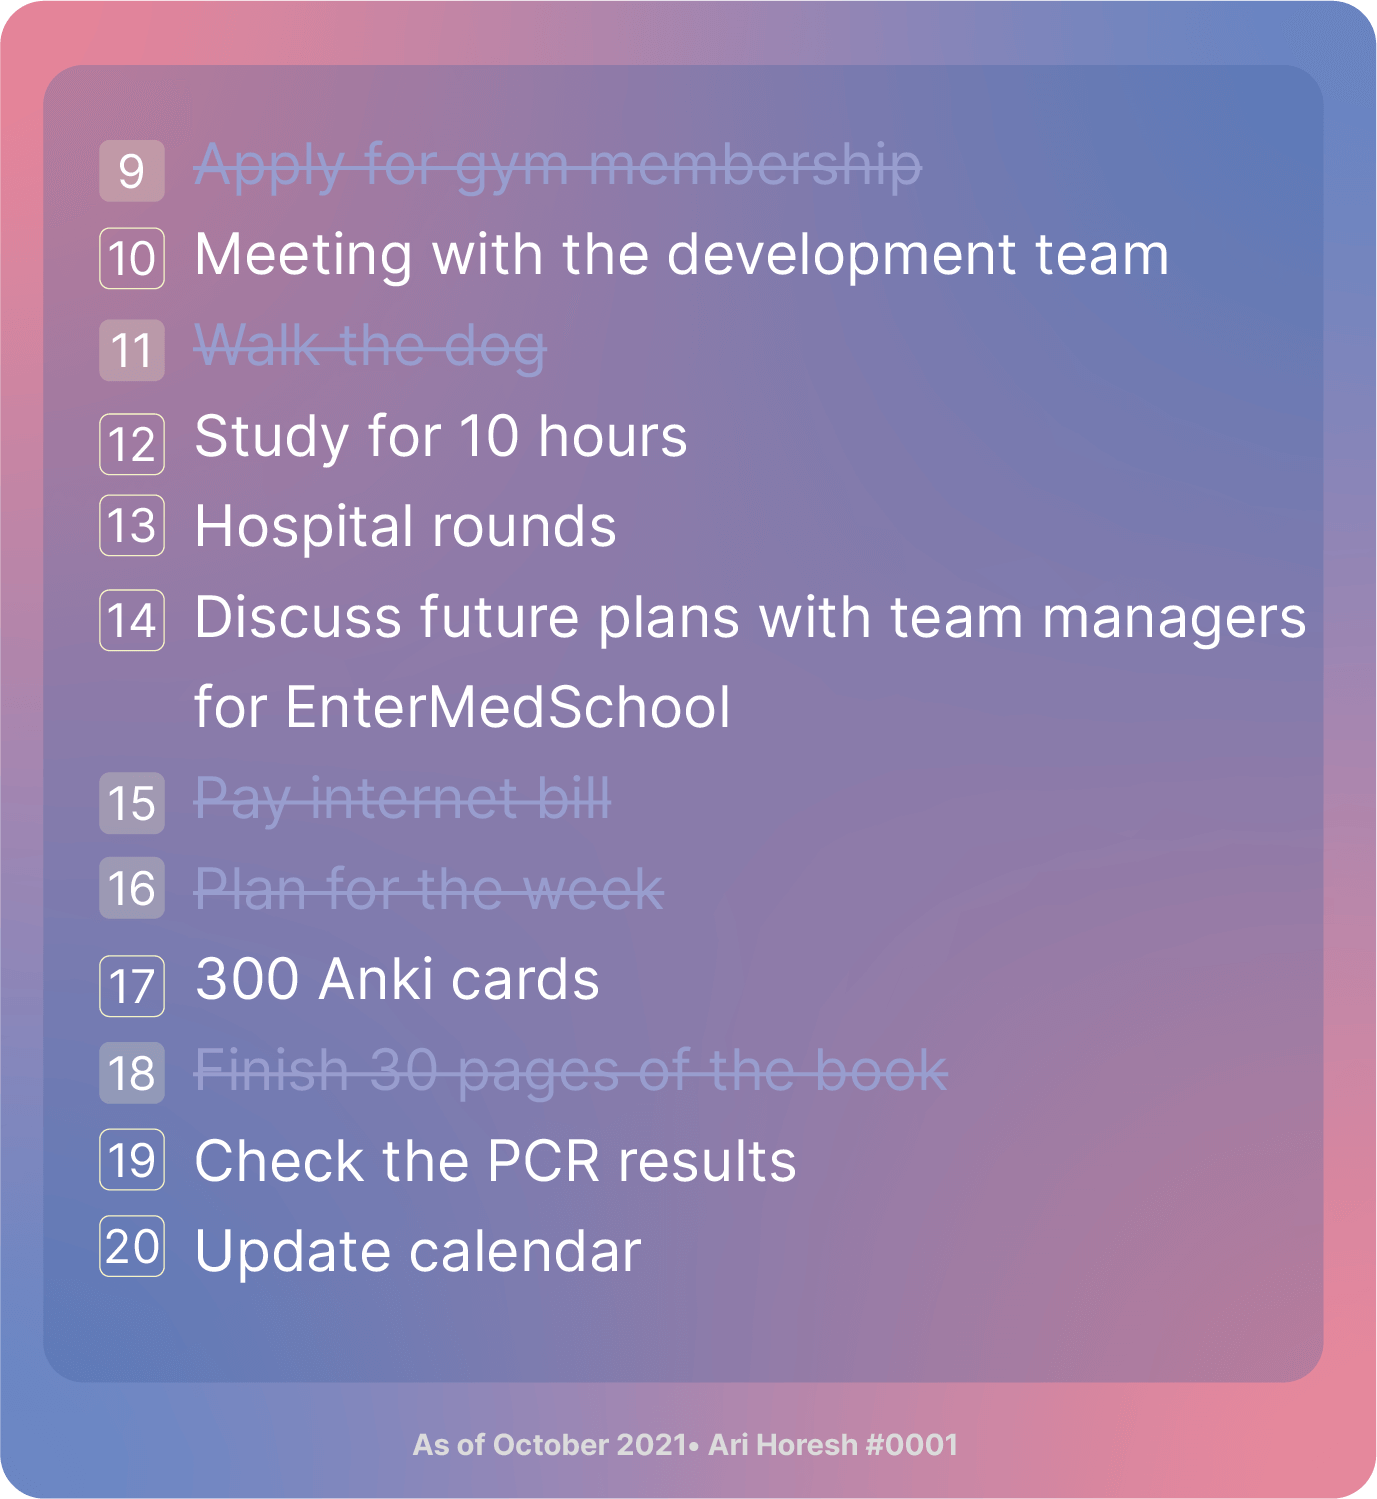 9 Apply for gym membership
10 Meeting with the development team
11 Walk the dog
12 Study for 10 hours
13 Hospital rounds
14 Discuss future plans with team managers
for EnterMedSchool
15 Pay internet bill
16 Plan for the week
17 300 Anki cards
18 Finish 30 pages of the book
19 Check the PCR results
20 Update calendar
As of October 2021• Ari Horesh #0001